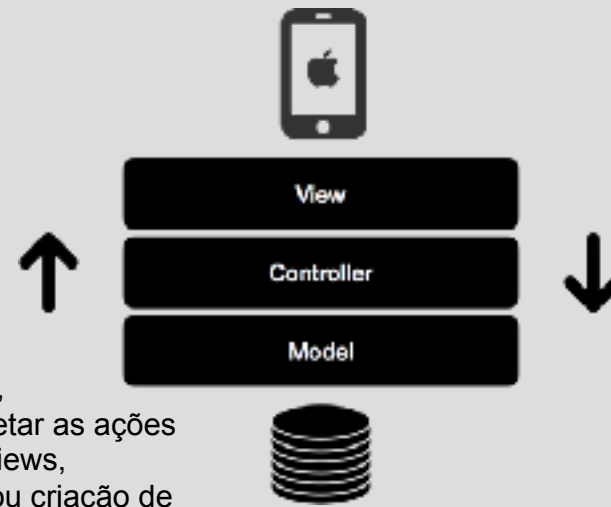 View
Controller
Model
,
etar as ações
iews,
ou criação de